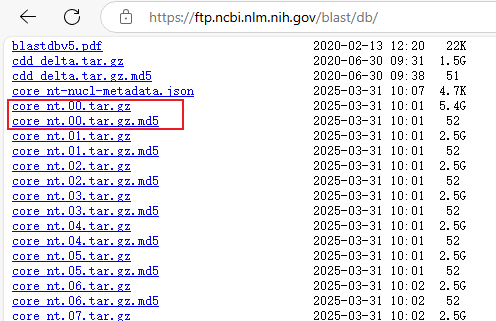 https://ftp.ncbi.nlm.nih.gov/blast/db/
blastdbv5.pdf 2020-02-13 12:20 22K
cdd_delta.tar.gz 2020-06-30 09:31 1.5G
cdd_delta.tar.gz.md5 2020-06-30 09:38 51
core_nt-nucl-metadata.json 2025-03-31 10:07 4.7K
core_nt.00.tar.gz 2025-03-31 10:01 5.4G
core_nt.00.tar.gz.md5 2025-03-31 10:01 52
core_nt.01.tar.gz 2025-03-31 10:01 2.5G
core_nt.01.tar.gz.md5 2025-03-31 10:01 52
core_nt.02.tar.gz 2025-03-31 10:01 2.5G
core_nt.02.tar.gz.md5 2025-03-31 10:01 52
core_nt.03.tar.gz 2025-03-31 10:01 2.5G
core_nt.03.tar.gz.md5 2025-03-31 10:01 52
core_nt.04.tar.gz 2025-03-31 10:01 2.5G
core_nt.04.tar.gz.md5 2025-03-31 10:01 52
core_nt.05.tar.gz 2025-03-31 10:01 2.5G
core_nt.05.tar.gz.md5 2025-03-31 10:01 52
core_nt.06.tar.gz 2025-03-31 10:02 2.5G
core_nt.06.tar.gz.md5 2025-03-31 10:02 52
core_nt.07.tar.gz 2025-03-31 10:02 2.5G